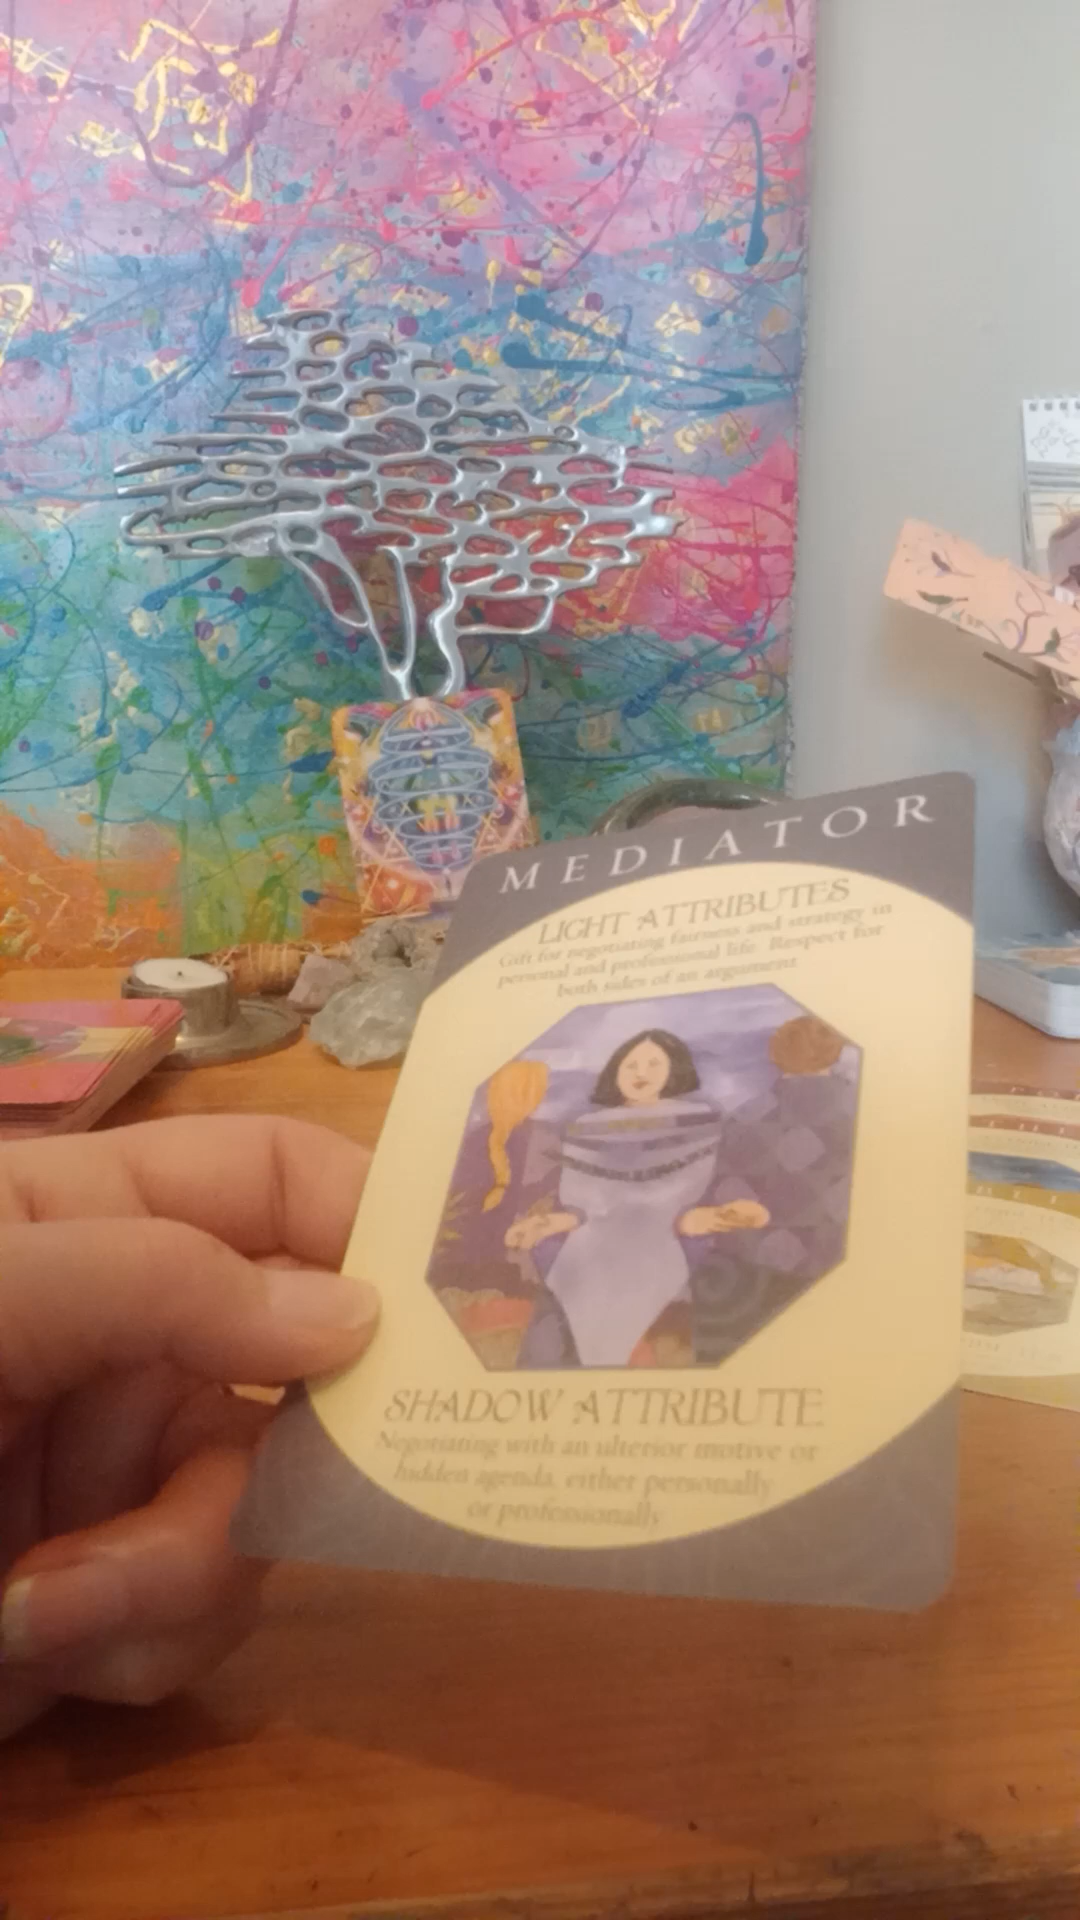 MEDIATOR
LIGHT ATTRIBUTES
Gift for negotiating fairness and strategy in
personal and professional life. Respect for
both sides of an argument.
SHADOW ATTRIBUTE
Negotiating with an ulterior motive or
hidden agenda, either personally
or professionally